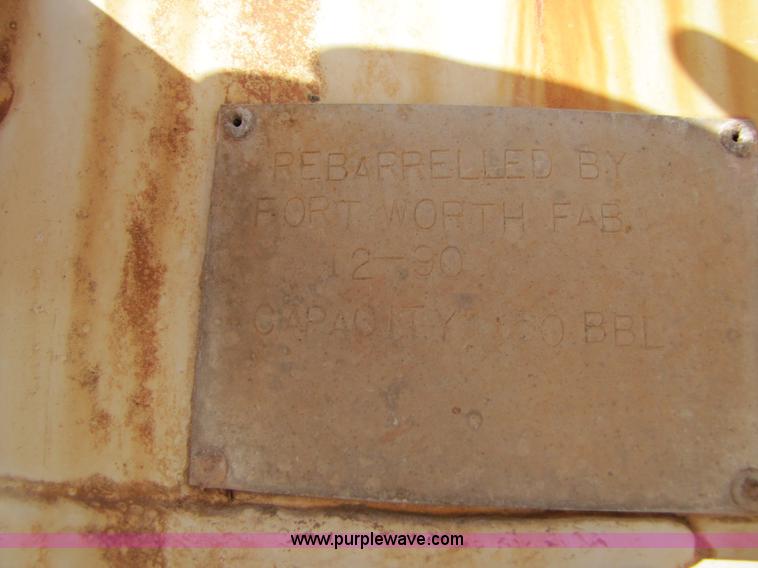 REBARRELLED BY
FORT WORTH FAB.
12-90
CAPACITY BBL
www.purplewave.com